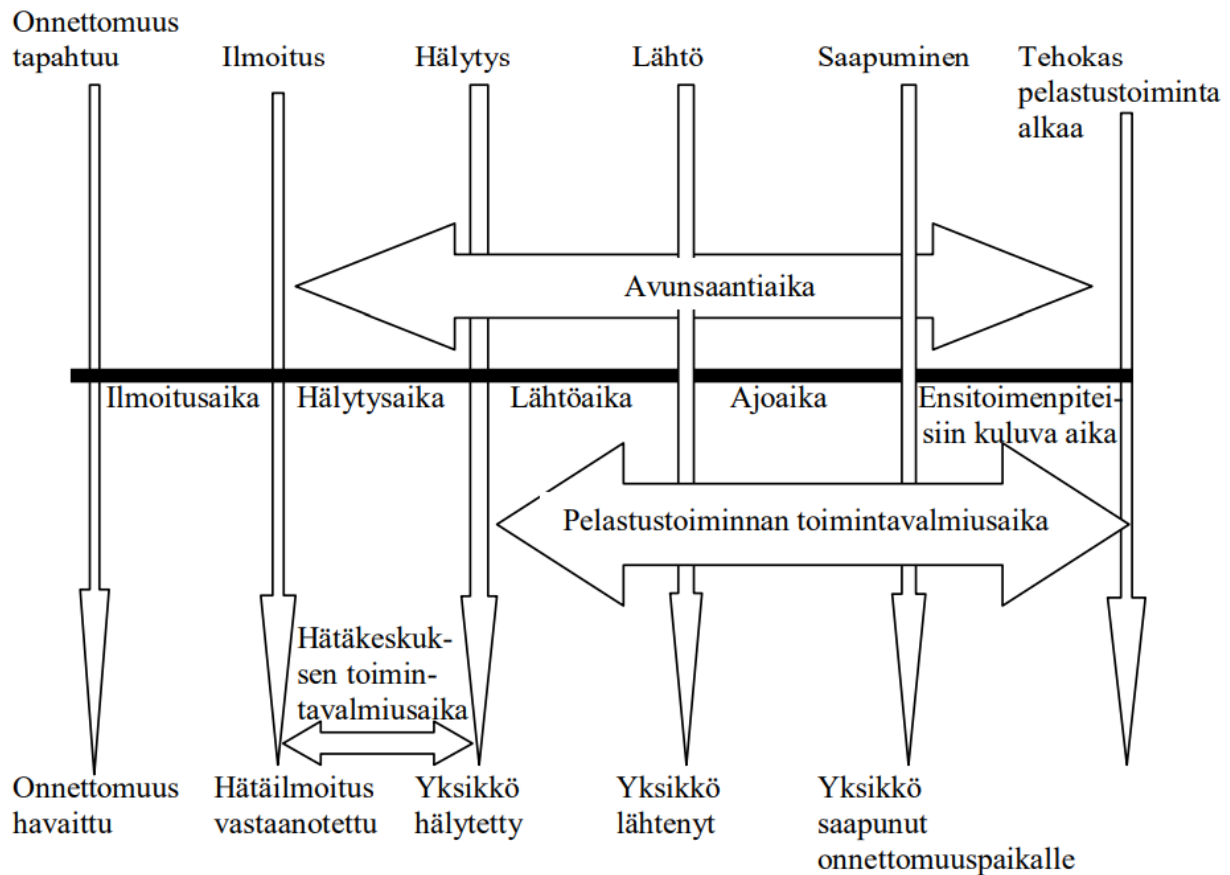 Onnettomuus
tapahtuu
Ilmoitus
Hälytys
Lähtö
Saapuminen
Tehokas
pelastustoiminta
alkaa
Avunsaantiaika
Ilmoitusaika
Hälytysaika
Lähtöaika
Ajoaika
Ensitoimenpitei-
siin kuluva aika
Pelastustoiminnan toimintavalmiusaika
Hätäkeskuk-
sen toimin-
tavalmiusaika
Onnettomuus
havaittu
Hätäilmoitus
vastaanotettu
Yksikkö
hälytetty
Yksikkö
lähtenyt
Yksikkö
saapunut
onnettomuuspaikalle